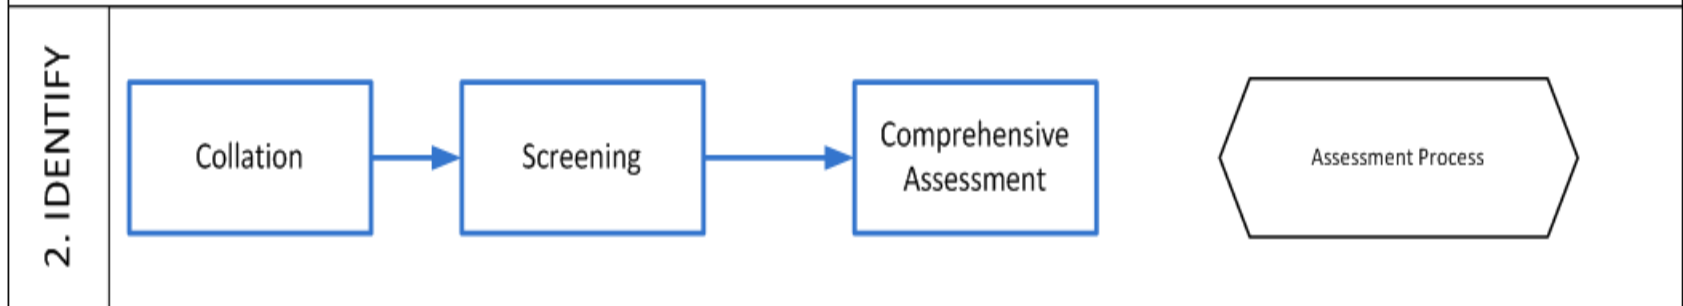 2. IDENTIFY
Collation
Screening
Comprehensive
Assessment
Assessment Process